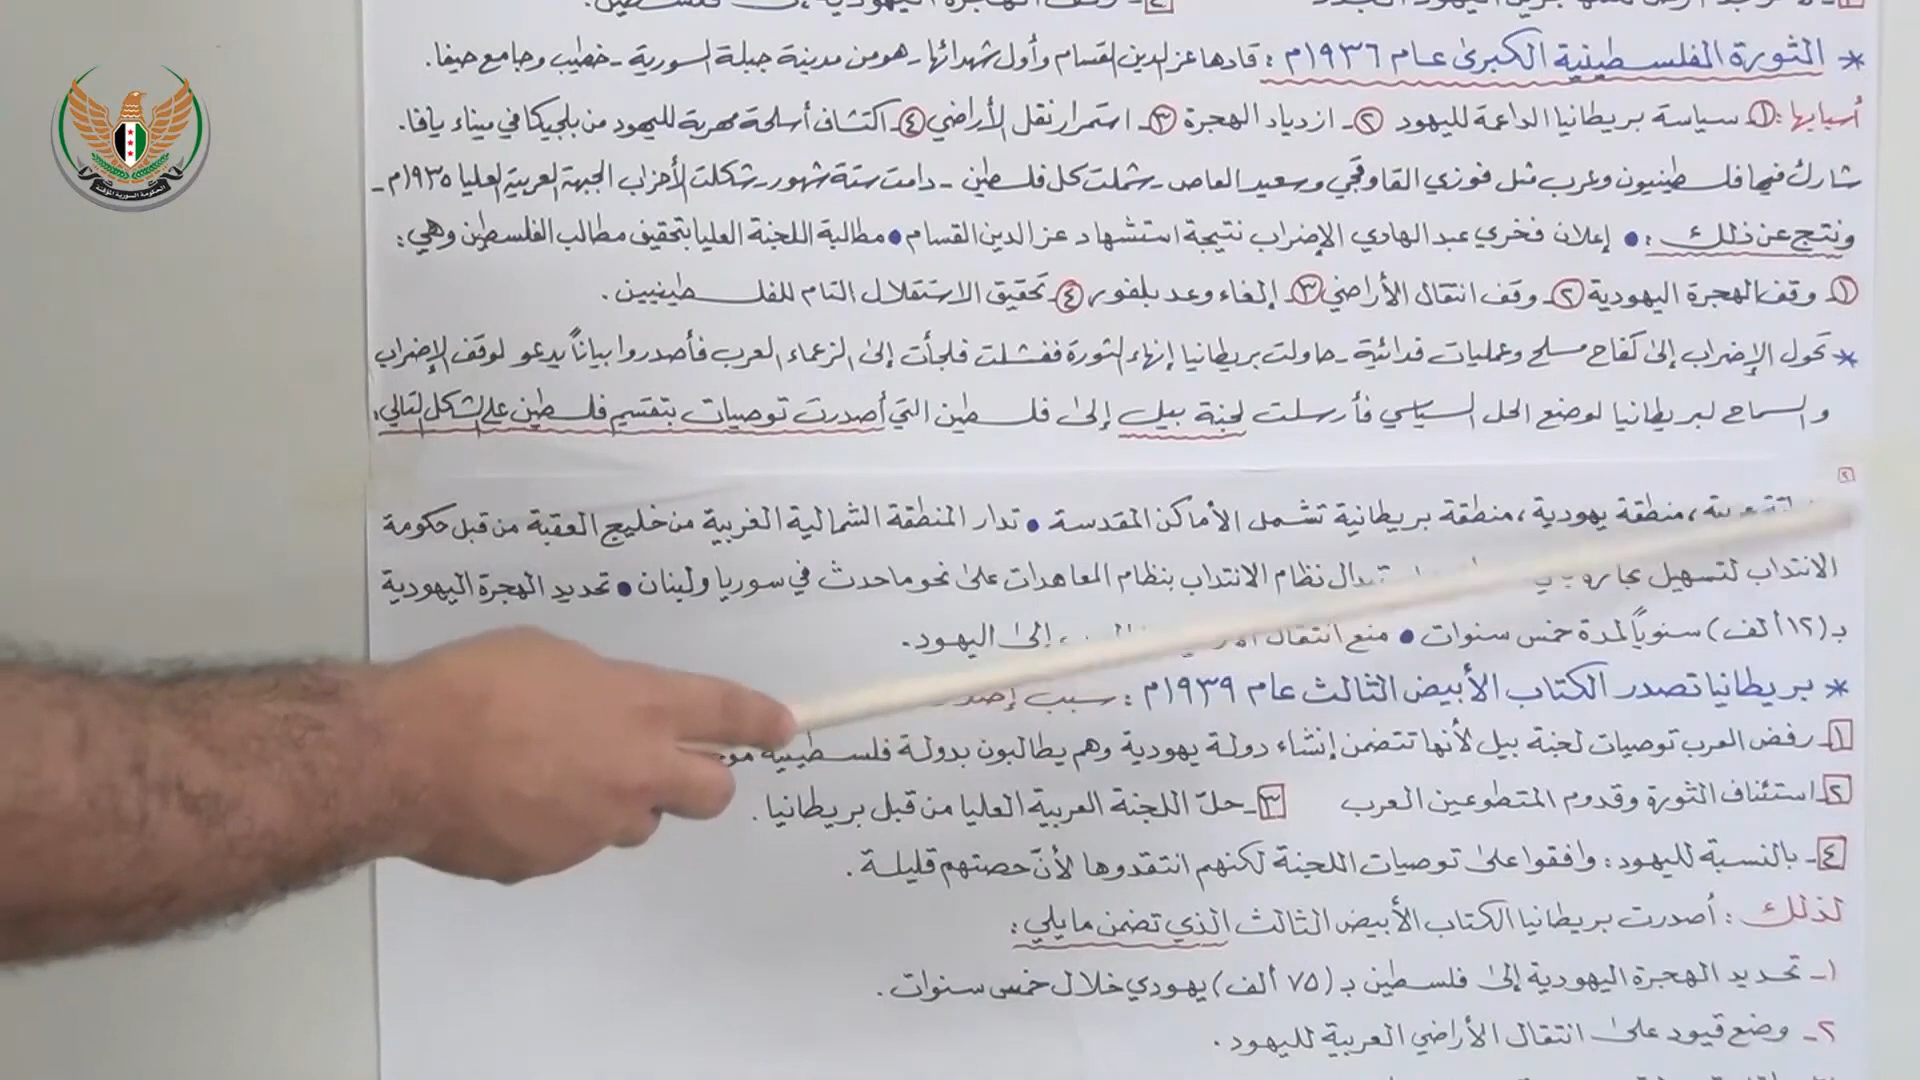 * الثورة الفلسطينية الكبرى عام ١٩٣٦م : قادها عز الدين القسام وأول شهدائها - هو من مدينة جبلة السورية - خطيب وجامع حيفا.
أسبابها : ١- سياسة بريطانيا الداعمة لليهود ٢- ازدياد الهجرة ٣- استمرار نقل الأراضي ٤- اكتشاف أسلحة مهربة لليهود من بلجيكا في ميناء يافا.
شارك فيها فلسطينيون وعرب مثل فوزي القاوقجي وسعيد العاص - شملت كل فلسطين - دامت ستة شهور - شكلت الأحزاب الجبهة العربية العليا ١٩٣٥م -
ونتج عن ذلك : • إعلان فخري عبد الهادي الإضراب نتيجة استشهاد عز الدين القسام • مطالبة اللجنة العليا بتحقيق مطالب الفلسطين وهي :
١- وقف الهجرة اليهودية ٢- وقف انتقال الأراضي ٣- إلغاء وعد بلفور ٤- تحقيق الاستقلال التام للفلسطينيين .
* تحول الإضراب إلى كفاح مسلح وعمليات فدائية - حاولت بريطانيا إنهاء الثورة ففشلت فلجأت إلى الزعماء العرب فأصدروا بياناً يدعو لوقف الإضراب
والسماح لبريطانيا لوضع الحل السياسي فأرسلت لجنة بيل إلى فلسطين التي أصدرت توصيات بتقسيم فلسطين على الشكل التالي :
٢
عربية ، منطقة يهودية ، منطقة بريطانية تشمل الأماكن المقدسة • تدار المنطقة الشمالية الغربية من خليج العقبة من قبل حكومة
الانتداب لتسهيل نظام الانتداب بنظام المعاهدات على نحو ما حدث في سوريا ولبنان • تحديد الهجرة اليهودية
بـ (١٢ ألف) سنوياً لمدة خمس سنوات • منع انتقال إلى اليهود.
* بريطانيا تصدر الكتاب الأبيض الثالث عام ١٩٣٩م : سبب
١- رفض العرب توصيات لجنة بيل لأنها تتضمن إنشاء دولة يهودية وهم يطالبون بدولة فلسطينية
٢- استئناف الثورة وقدوم المتطوعين العرب ٣- حل اللجنة العربية العليا من قبل بريطانيا .
٤- بالنسبة لليهود : وافقوا على توصيات اللجنة لكنهم انتقدوها لأنّ حصتهم قليلة .
لذلك : أصدرت بريطانيا الكتاب الأبيض الثالث الذي تضمن ما يلي :
١- تحديد الهجرة اليهودية إلى فلسطين بـ (٧٥ ألف) يهودي خلال خمس سنوات .
٢- وضع قيود على انتقال الأراضي العربية لليهود .